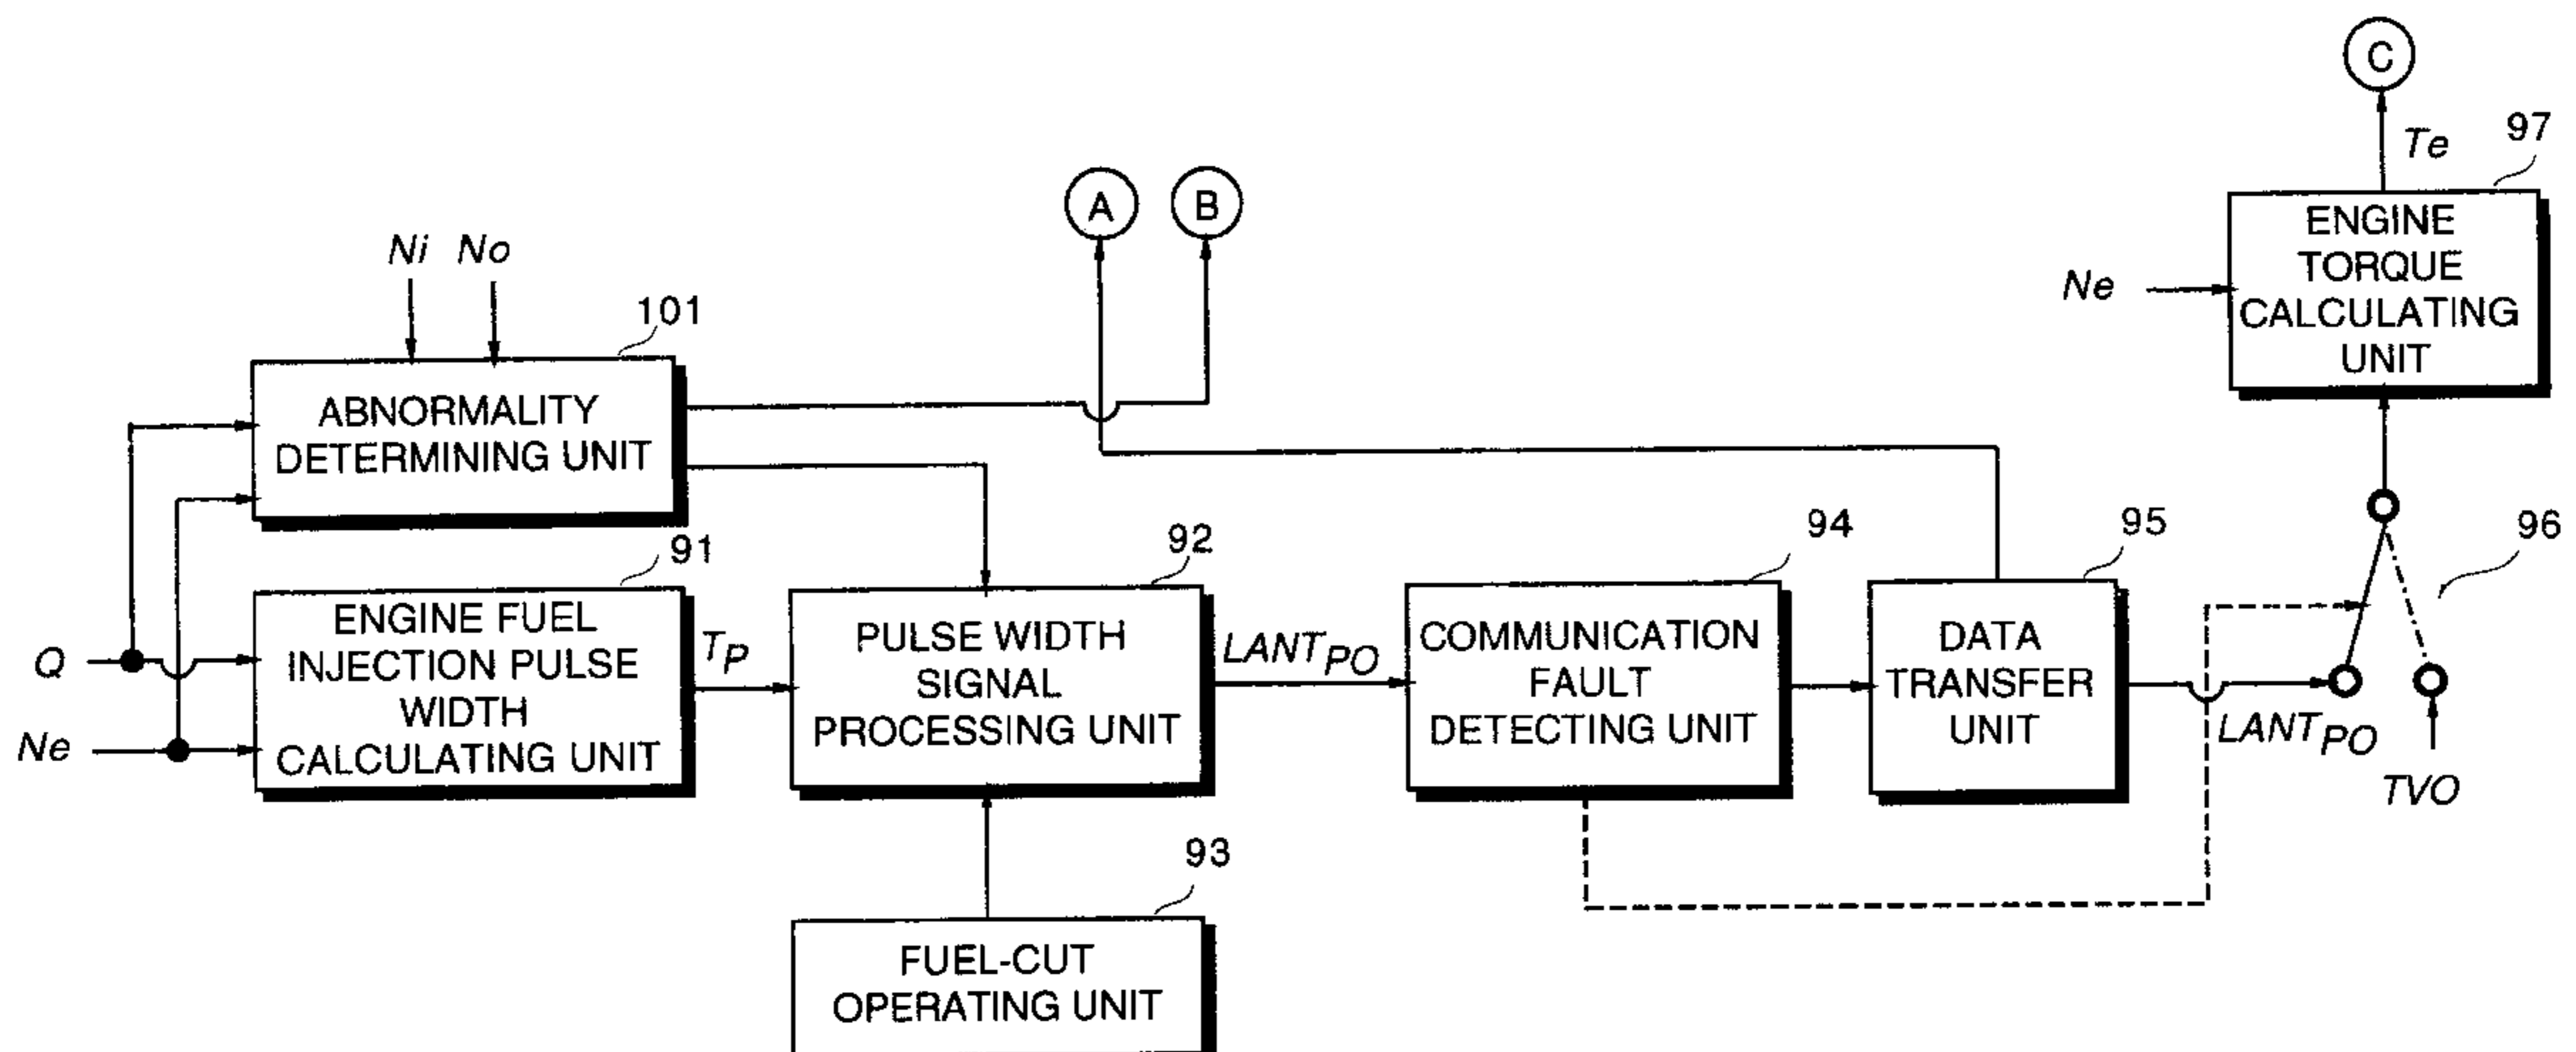 C
Te
97
ENGINE
TORQUE
CALCULATING
UNIT
Ne
A
B
Ni
No
101
ABNORMALITY
DETERMINING UNIT
91
ENGINE FUEL
INJECTION PULSE
WIDTH
CALCULATING UNIT
Q
Ne
TP
92
PULSE WIDTH
SIGNAL
PROCESSING UNIT
LANTPO
94
COMMUNICATION
FAULT
DETECTING UNIT
95
DATA
TRANSFER
UNIT
LANTPO
96
TVO
93
FUEL-CUT
OPERATING UNIT